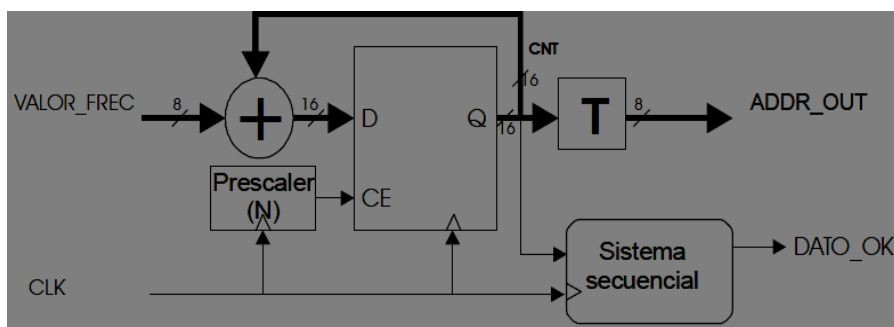 CNT
16
VALOR_FREC
8
+
16
D
Q
16
T
8
ADDR_OUT
Prescaler
(N)
CE
CLK
Sistema
secuencial
DATO_OK